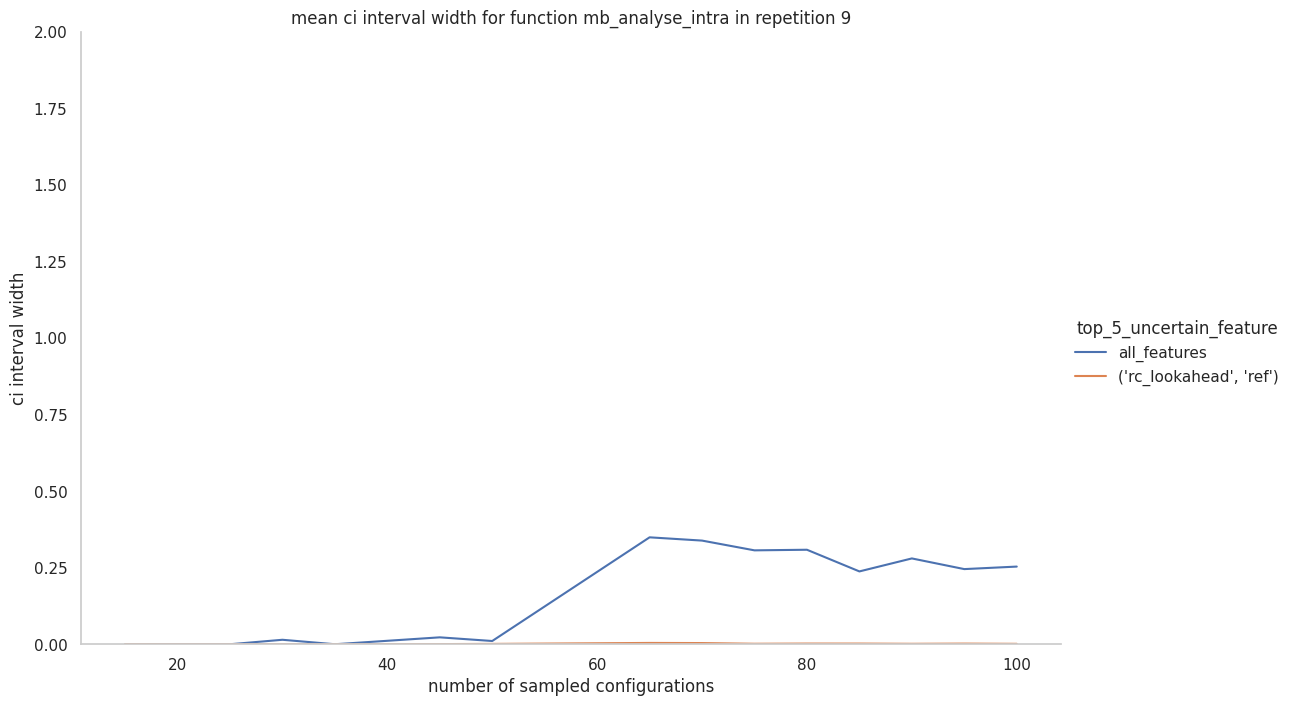 mean ci interval width for function mb_analyse_intra in repetition 9
2.00
1.75
1.50
1.25
1.00
0.75
0.50
0.25
0.00
ci interval width
20
40
60
80
100
number of sampled configurations
top_5_uncertain_feature
all_features
('rc_lookahead', 'ref')